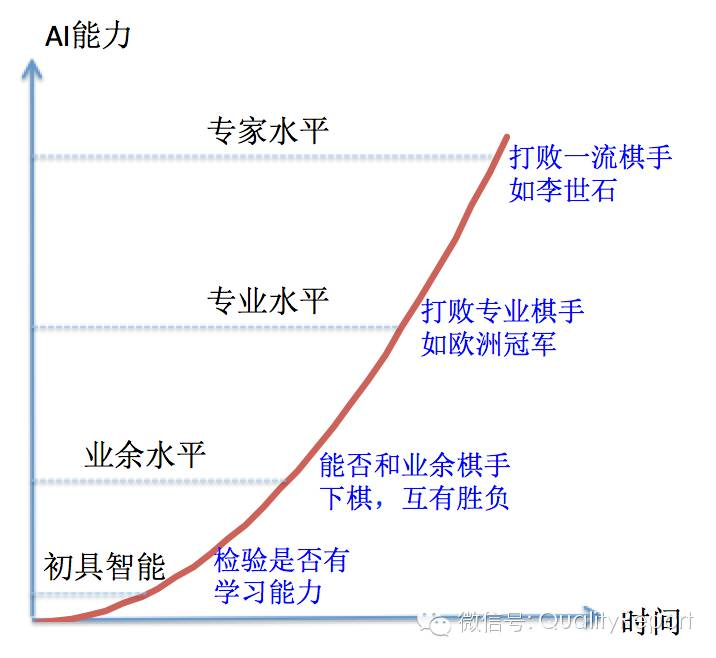 AI能力
专家水平
打败一流棋手
如李世石
专业水平
打败专业棋手
如欧洲冠军
业余水平
能否和业余棋手
下棋，互有胜负
初具智能
检验是否有
学习能力
微信号: QualityReport
时间